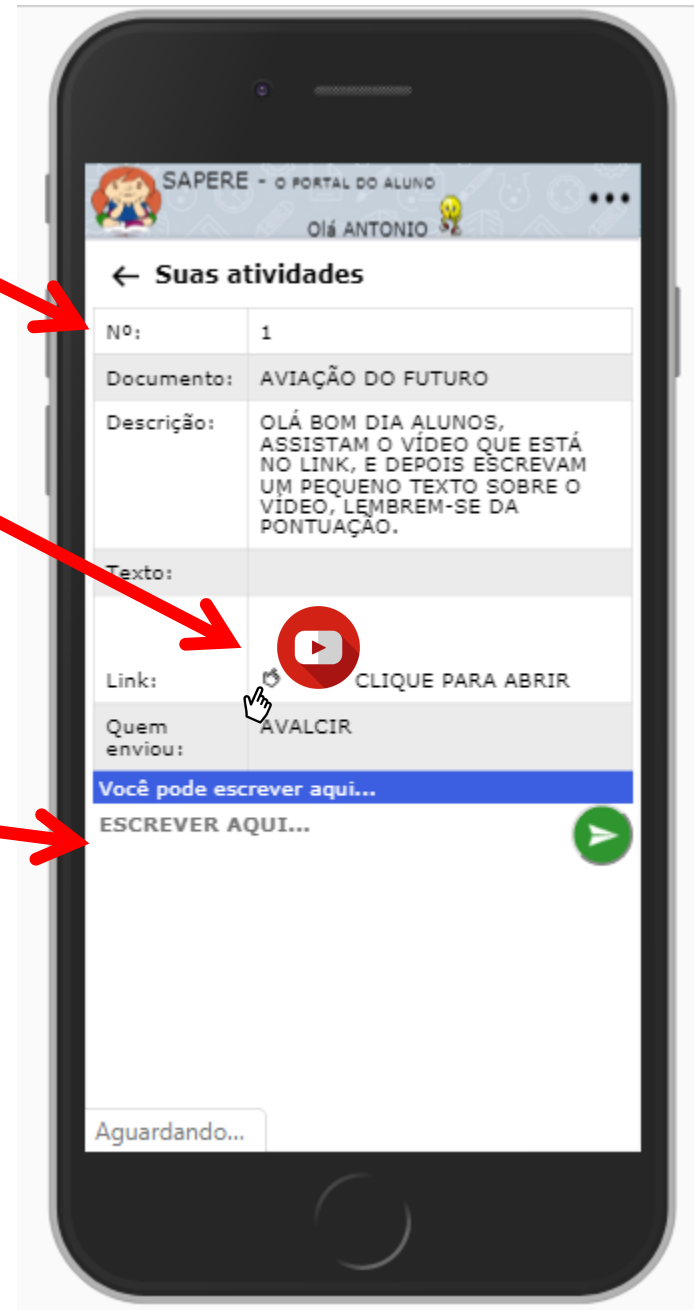 SAPERE - O PORTAL DO ALUNO
Olá ANTONIO
← Suas atividades
Nº: 1
Documento: AVIAÇÃO DO FUTURO
Descrição: OLÁ BOM DIA ALUNOS,
ASSISTAM O VÍDEO QUE ESTÁ
NO LINK, E DEPOIS ESCREVAM
UM PEQUENO TEXTO SOBRE O
VÍDEO, LEMBREM-SE DA
PONTUAÇÃO.
Texto:
Link: CLIQUE PARA ABRIR
Quem enviou: AVALCIR
Você pode escrever aqui...
ESCREVER AQUI...
Aguardando...